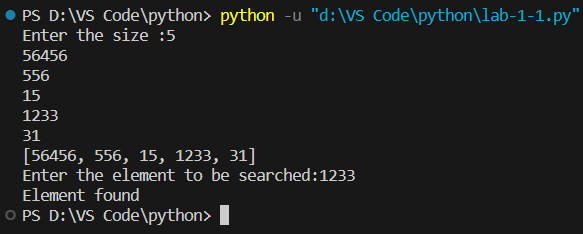 PS D:\VS Code\python> python -u "d:\VS Code\python\lab-1-1.py"
Enter the size :5
56456
556
15
1233
31
[56456, 556, 15, 1233, 31]
Enter the element to be searched:1233
Element found
PS D:\VS Code\python>